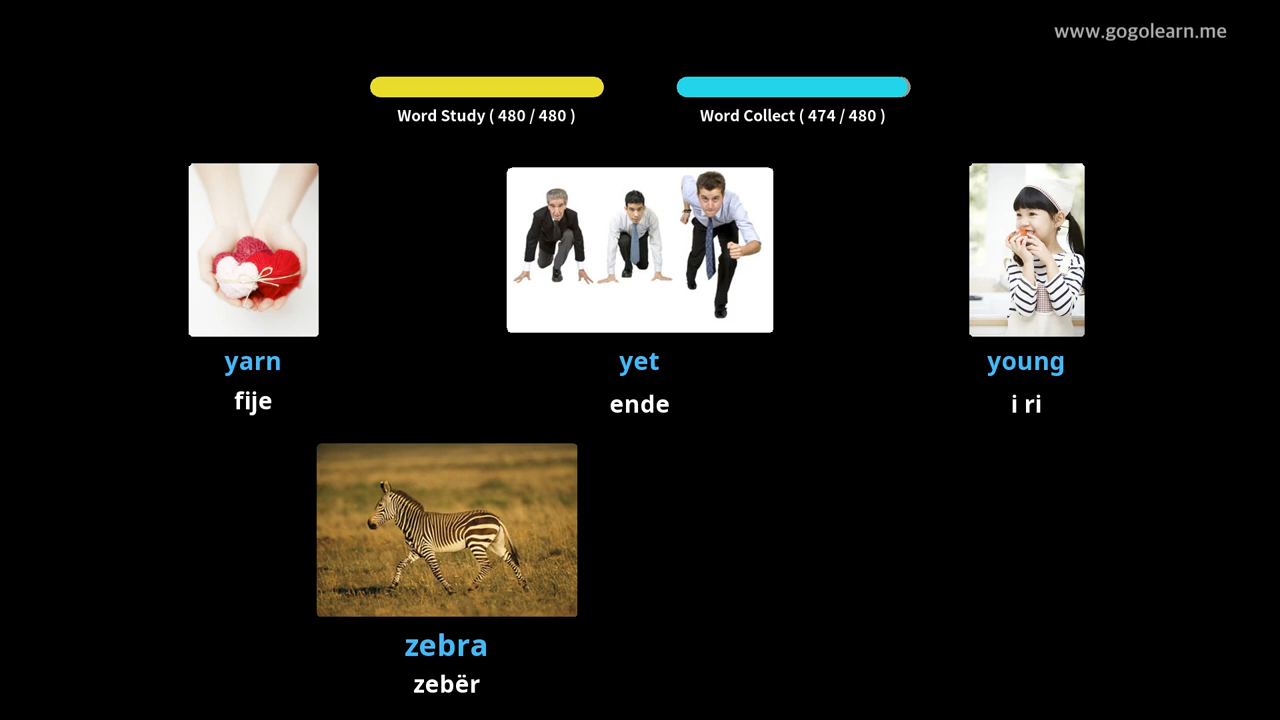 www.gogolearn.me
Word Study ( 480 / 480 )
Word Collect ( 474 / 480 )
yarn
fije
yet
ende
young
i ri
zebra
zebër